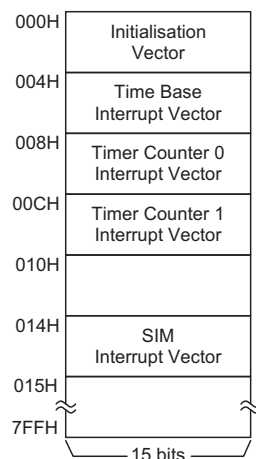 000H
Initialisation
Vector
004H
Time Base
Interrupt Vector
008H
Timer Counter 0
Interrupt Vector
00CH
Timer Counter 1
Interrupt Vector
010H
014H
SIM
Interrupt Vector
015H
7FFH
15 bits